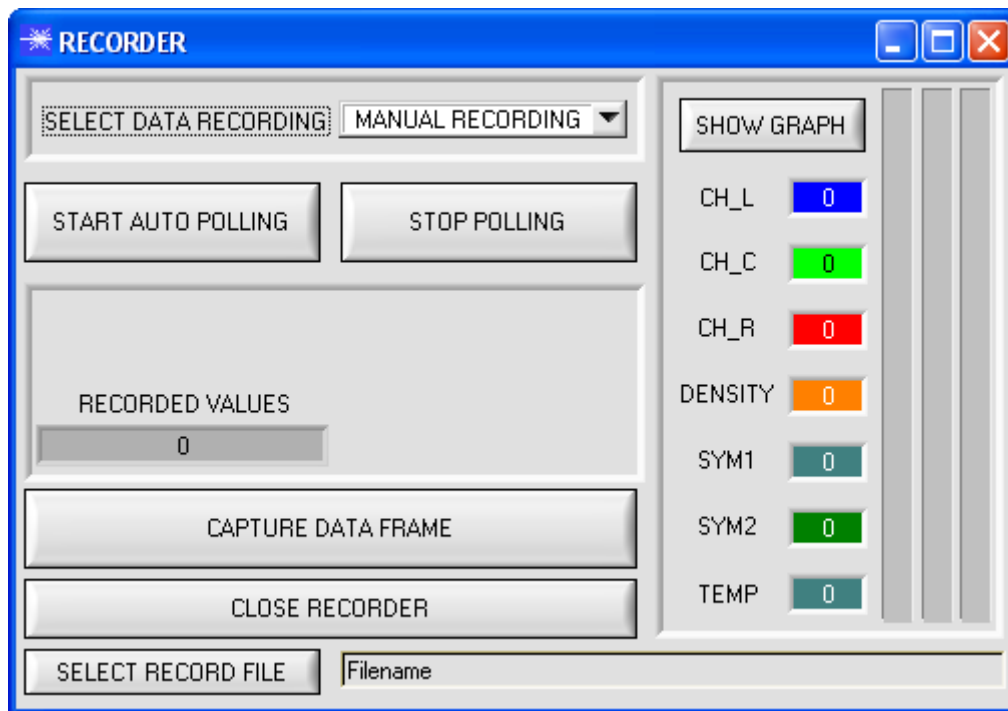 RECORDER
SELECT DATA RECORDING MANUAL RECORDING
START AUTO POLLING STOP POLLING
RECORDED VALUES
0
CAPTURE DATA FRAME
CLOSE RECORDER
SELECT RECORD FILE Filename
SHOW GRAPH
CH_L 0
CH_C 0
CH_R 0
DENSITY 0
SYM1 0
SYM2 0
TEMP 0